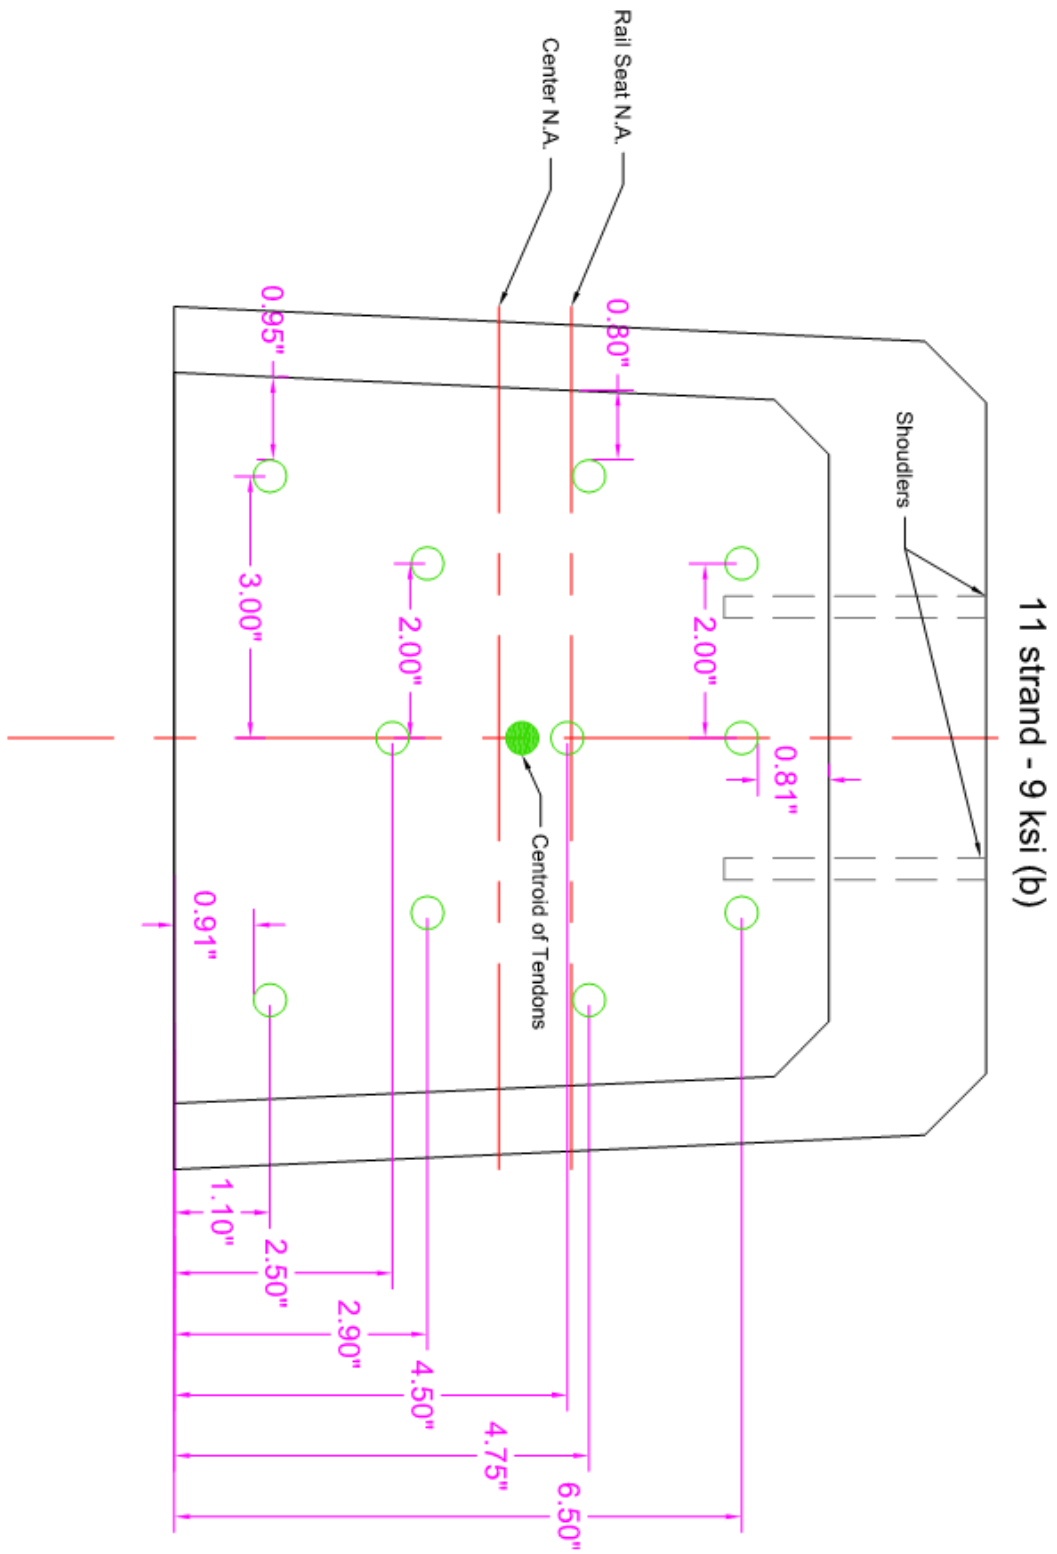 11 strand - 9 ksi (b)
Shoudlers
Rail Seat N.A.
Center N.A.
Centroid of Tendons
0.81"
2.00"
0.80"
2.00"
0.95"
3.00"
0.91"
1.10"
2.50"
2.90"
4.50"
4.75"
6.50"